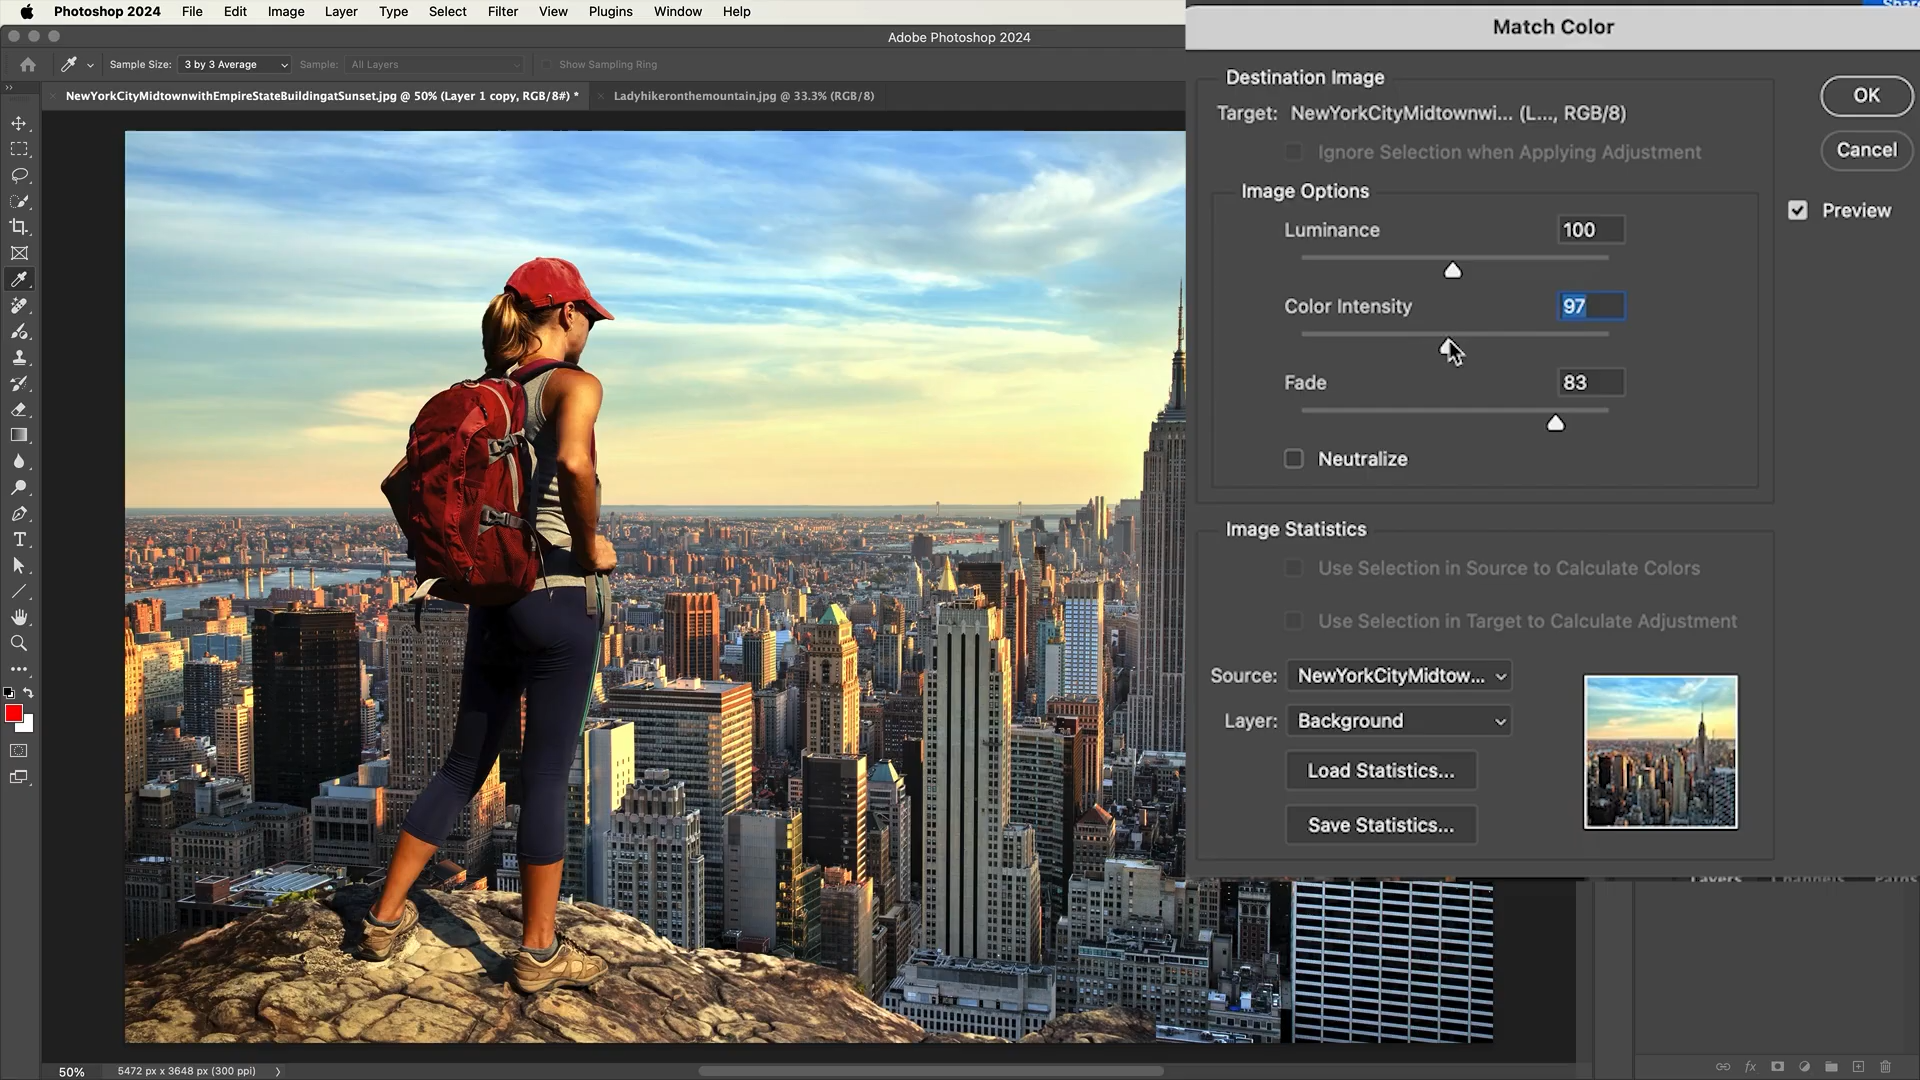 Photoshop 2024 File Edit Image Layer Type Select Filter View Plugins Window Help
Share
Adobe Photoshop 2024
Sample Size: 3 by 3 Average Sample: All Layers Show Sampling Ring
NewYorkCityMidtownwithEmpireStateBuildingatSunset.jpg @ 50% (Layer 1 copy, RGB/8#) * Ladyhikeronthemountain.jpg @ 33.3% (RGB/8)
Match Color
Destination Image
Target: NewYorkCityMidtownwi... (L..., RGB/8)
Ignore Selection when Applying Adjustment
OK
Cancel
Preview
Image Options
Luminance 100
Color Intensity 97
Fade 83
Neutralize
Image Statistics
Use Selection in Source to Calculate Colors
Use Selection in Target to Calculate Adjustment
Source: NewYorkCityMidtow...
Layer: Background
Load Statistics...
Save Statistics...
Layers Channels Paths
50% 5472 px x 3648 px (300 ppi)
fx